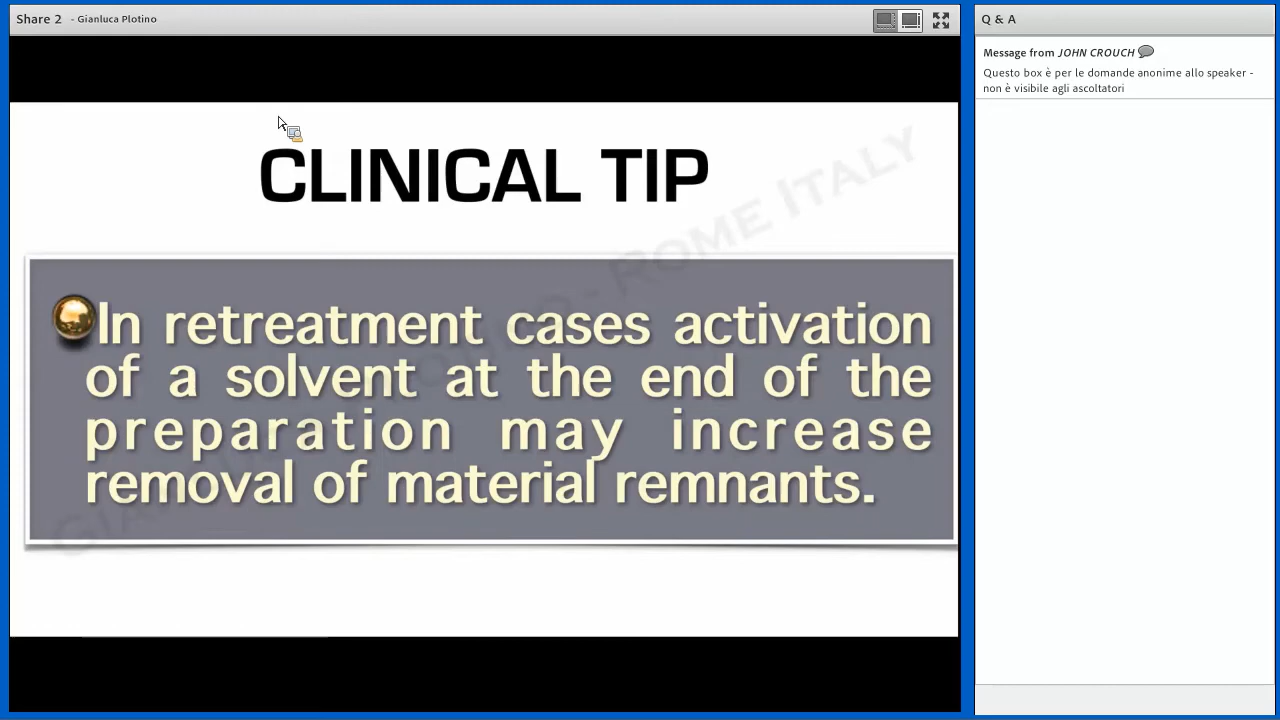 Share 2 - Gianluca Plotino
CLINICAL TIP
In retreatment cases activation
of a solvent at the end of the
preparation may increase
removal of material remnants.
- ROME ITALY
Q & A
Message from JOHN CROUCH
Questo box è per le domande anonime allo speaker -
non è visibile agli ascoltatori